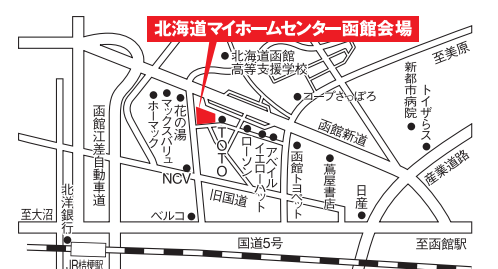 北海道マイホームセンター函館会場
北海道函館
高等支援学校
至美原
コープさっぽろ
新都市病院
トイザらス
函館新道
産業道路
函館江差自動車道
ホーマック
マックスバリュ
花の湯
TOTO
ローソン
イエローハット
アベイル
函館トヨペット
蔦屋書店
日産
NCV
旧国道
ベルコ
至大沼
北洋銀行
国道5号
至函館駅
JR桔梗駅